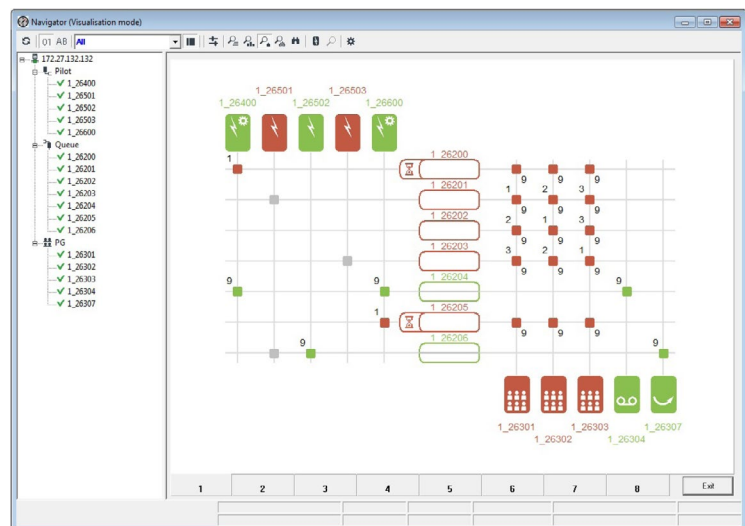 Navigator (Visualisation mode)
01 AB All
172.27.132.132
Pilot
1_26400
1_26501
1_26502
1_26503
1_26600
Queue
1_26200
1_26201
1_26202
1_26203
1_26204
1_26205
1_26206
PG
1_26301
1_26302
1_26303
1_26304
1_26307
1_26501 1_26503
1_26400 1_26502 1_26600
1 1_26200
9 9 9
1_26201 1 2 3
9 9 9
1_26202 2 1 3
9 9 9
1_26203 3 2 1
9 9 9
9 9 1_26204 9
1 1_26205
9 9 9
9 1_26206 9
1_26301 1_26303 1_26307
1_26302 1_26304
1 2 3 4 5 6 7 8 Exit